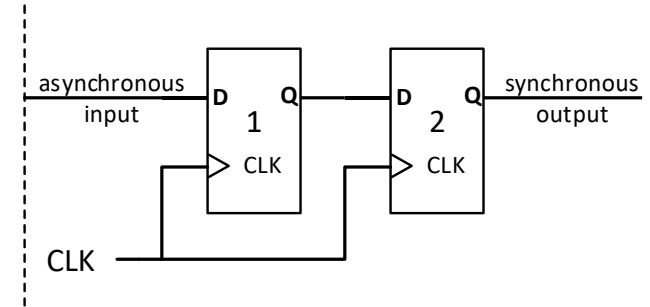 asynchronous
input
D
Q
1
CLK
D
Q
2
CLK
synchronous
output
CLK